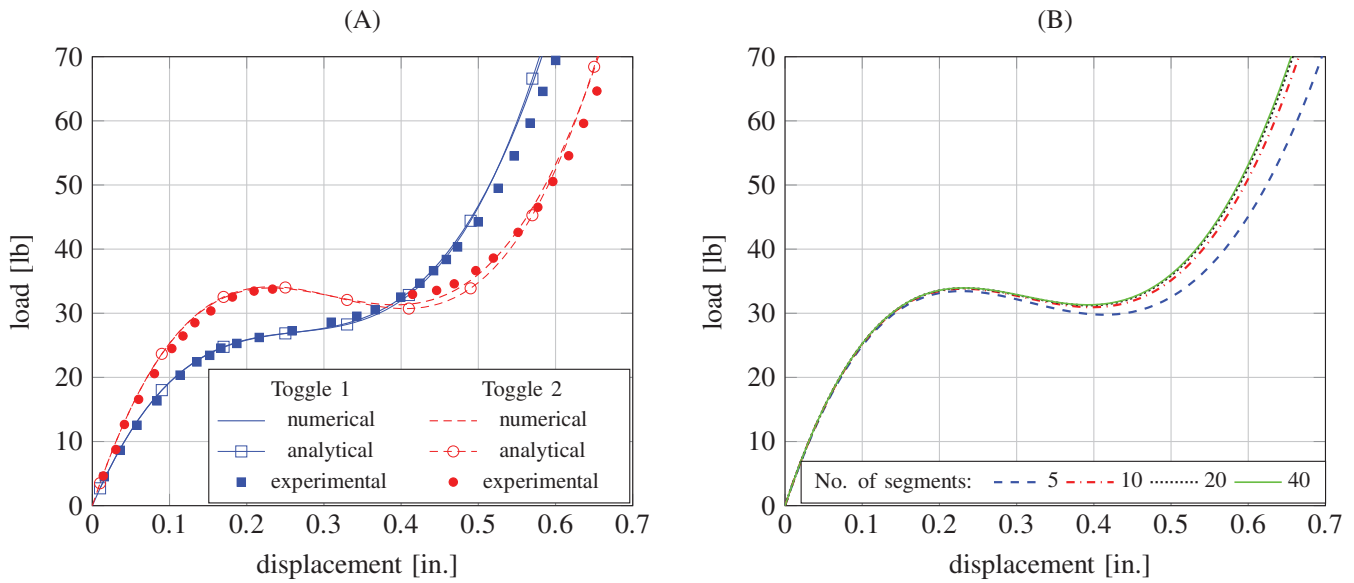 (A)
load [lb]
70
60
50
40
30
20
10
0
0 0.1 0.2 0.3 0.4 0.5 0.6 0.7
displacement [in.]
Toggle 1 Toggle 2
numerical numerical
analytical analytical
experimental experimental
(B)
load [lb]
70
60
50
40
30
20
10
0
0 0.1 0.2 0.3 0.4 0.5 0.6 0.7
displacement [in.]
No. of segments: 5 10 20 40